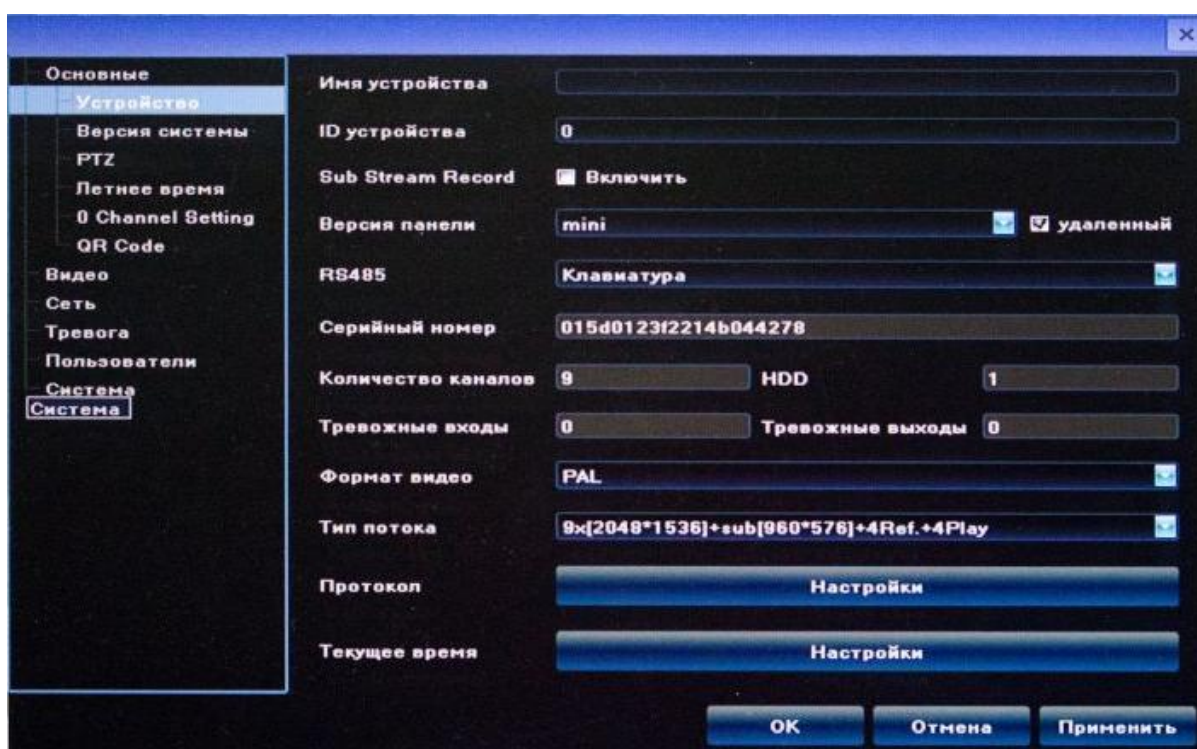 Основные
Устройство
Версия системы
PTZ
Летнее время
0 Channel Setting
QR Code
Видео
Сеть
Тревога
Пользователи
Система
Система
Имя устройства
ID устройства 0
Sub Stream Record Включить
Версия панели mini удаленный
RS485 Клавиатура
Серийный номер 015d0123f2214b044278
Количество каналов 9 HDD 1
Тревожные входы 0 Тревожные выходы 0
Формат видео PAL
Тип потока 9x[2048*1536]+sub[960*576]+4Ref.+4Play
Протокол Настройки
Текущее время Настройки
OK Отмена Применить